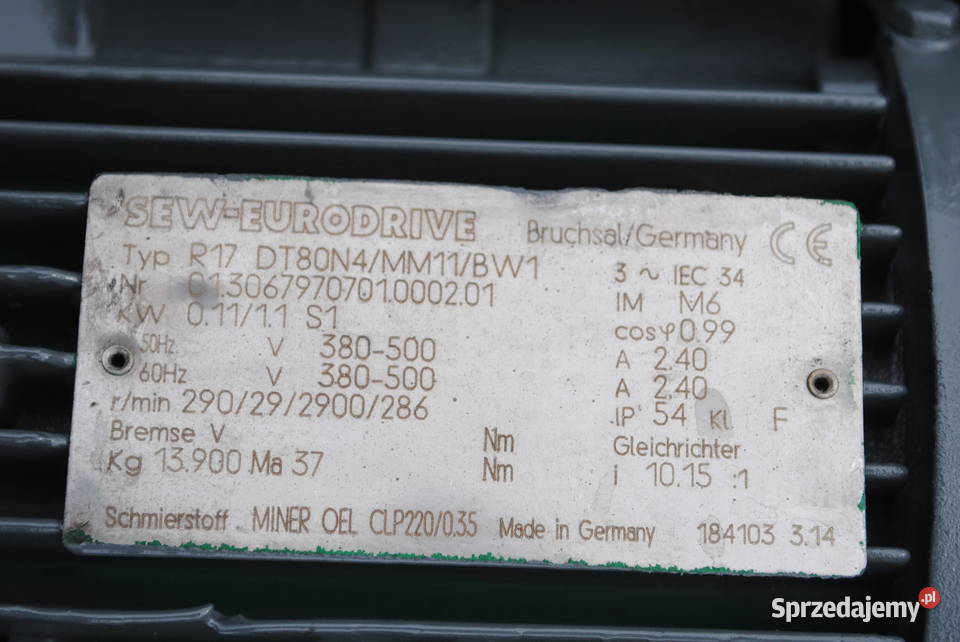 SEW-EURODRIVE Bruchsal/Germany CE
Typ R17 DT80N4/MM11/BW1 3 ~ IEC 34
Nr 01.3067970701.0002.01 IM M6
KW 0.11/1.1 S1 cosφ 0.99
50Hz V 380-500 A 2.40
60Hz V 380-500 A 2.40
r/min 290/29/2900/286 IP 54 Kl F
Bremse V Nm Gleichrichter
Kg 13.900 Ma 37 Nm i 10.15 :1
Schmierstoff MINER OEL CLP220/0.35 Made in Germany 184103 3.14
Sprzedajemy.pl